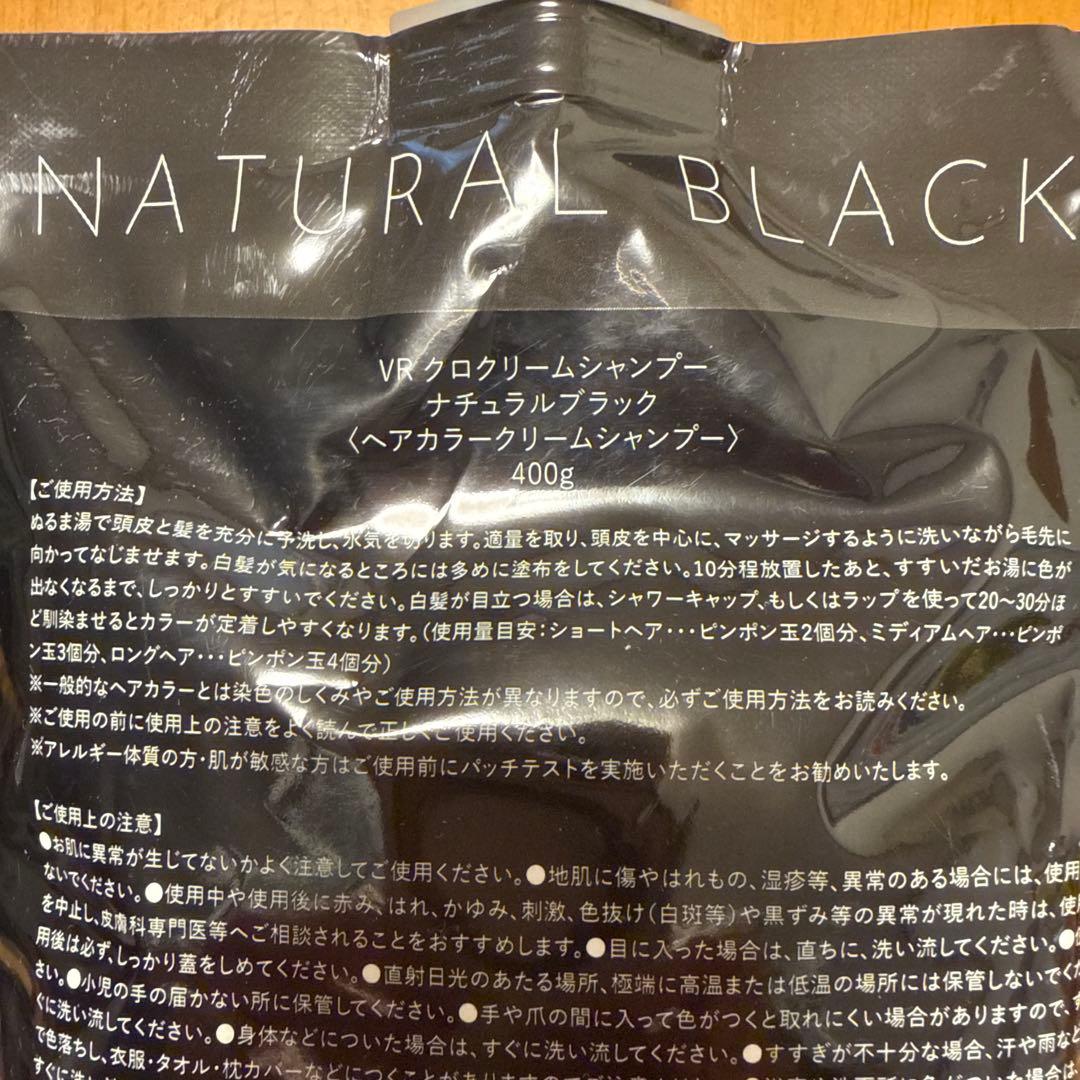 NATURAL BLACK
VR クロクリームシャンプー
ナチュラルブラック
〈ヘアカラークリームシャンプー〉
400g
【ご使用方法】
ぬるま湯で頭皮と髪を充分に予洗し、水気を切ります。適量を取り、頭皮を中心に、マッサージするように洗いながら毛先に
向かってなじませます。白髪が気になるところには多めに塗布をしてください。10分程放置したあと、すすいだお湯に色が
出なくなるまで、しっかりとすすいでください。白髪が目立つ場合は、シャワーキャップ、もしくはラップを使って20〜30分ほ
ど馴染ませるとカラーが定着しやすくなります。（使用量目安：ショートヘア・・・ピンポン玉2個分、ミディアムヘア・・・ピンポ
ン玉3個分、ロングヘア・・・ピンポン玉4個分）
※一般的なヘアカラーとは染色のしくみやご使用方法が異なりますので、必ずご使用方法をお読みください。
※ご使用の前に使用上の注意をよく読んで正しくご使用ください。
※アレルギー体質の方・肌が敏感な方はご使用前にパッチテストを実施いただくことをお勧めいたします。
【ご使用上の注意】
●お肌に異常が生じてないかよく注意してご使用ください。●地肌に傷やはれもの、湿疹等、異常のある場合には、使用
ないでください。●使用中や使用後に赤み、はれ、かゆみ、刺激、色抜け（白斑等）や黒ずみ等の異常が現れた時は、使用
を中止し、皮膚科専門医等へご相談されることをおすすめします。●目に入った場合は、直ちに、洗い流してください。●
用後は必ず、しっかり蓋をしめてください。●直射日光のあたる場所、極端に高温または低温の場所には保管しないでくだ
さい。●小児の手の届かない所に保管してください。●手や爪の間に入って色がつくと取れにくい場合がありますので、す
ぐに洗い流してください。●身体などについた場合は、すぐに洗い流してください。●すすぎが不十分な場合、汗や雨など
で色落ちし、衣服・タオル・枕カバーなどにつくことがありますのでご注意ください。
すぐに洗い